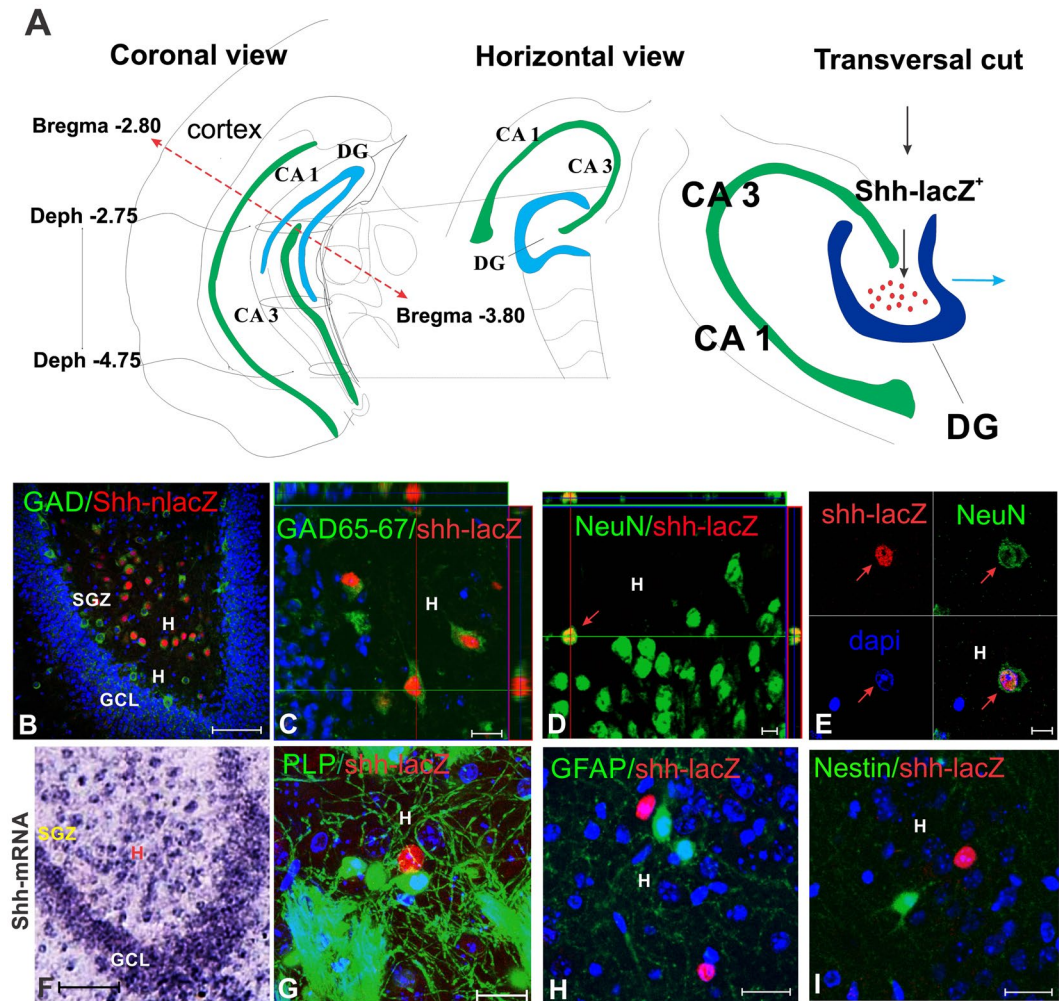 A
Coronal view
Horizontal view
Transversal cut
Bregma -2.80
cortex
CA 1
DG
Deph -2.75
CA 3
Deph -4.75
Bregma -3.80
CA 1
CA 3
DG
Shh-lacZ+
CA 3
CA 1
DG
GAD/Shh-nlacZ
SGZ
H
H
GCL
B
GAD65-67/shh-lacZ
H
C
NeuN/shh-lacZ
H
D
shh-lacZ
NeuN
dapi
H
E
Shh-mRNA
SGZ
H
GCL
F
PLP/shh-lacZ
H
G
GFAP/shh-lacZ
H
H
Nestin/shh-lacZ
H
I